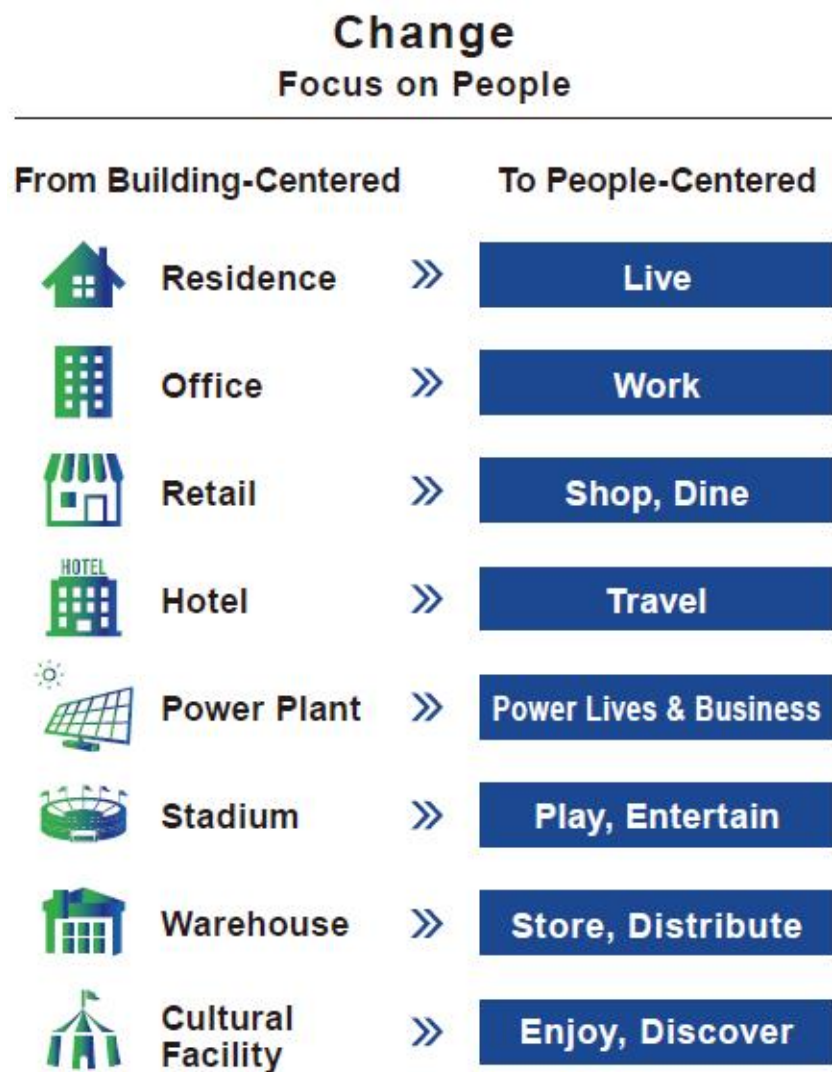 Change
Focus on People
From Building-Centered
To People-Centered
Residence
Live
Office
Work
Retail
Shop, Dine
HOTEL
Hotel
Travel
Power Plant
Power Lives & Business
Stadium
Play, Entertain
Warehouse
Store, Distribute
Cultural
Facility
Enjoy, Discover